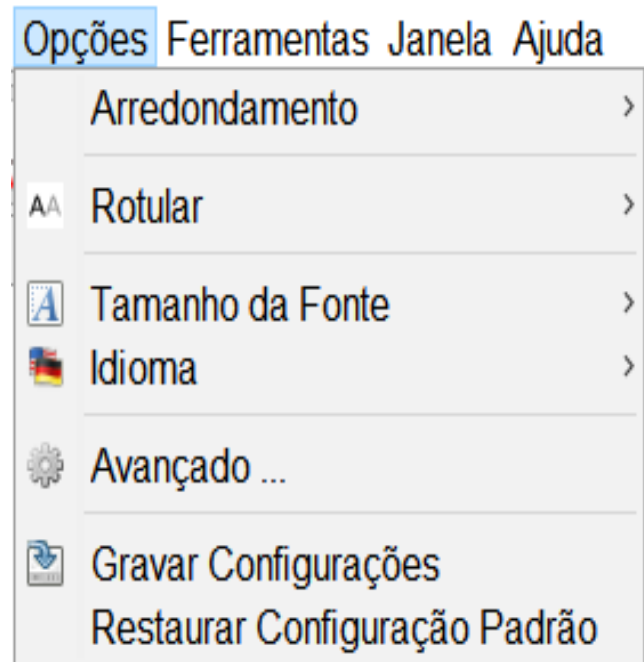 Opções Ferramentas Janela Ajuda
Arredondamento
AA Rotular
A Tamanho da Fonte
Idioma
Avançado ...
Gravar Configurações
Restaurar Configuração Padrão